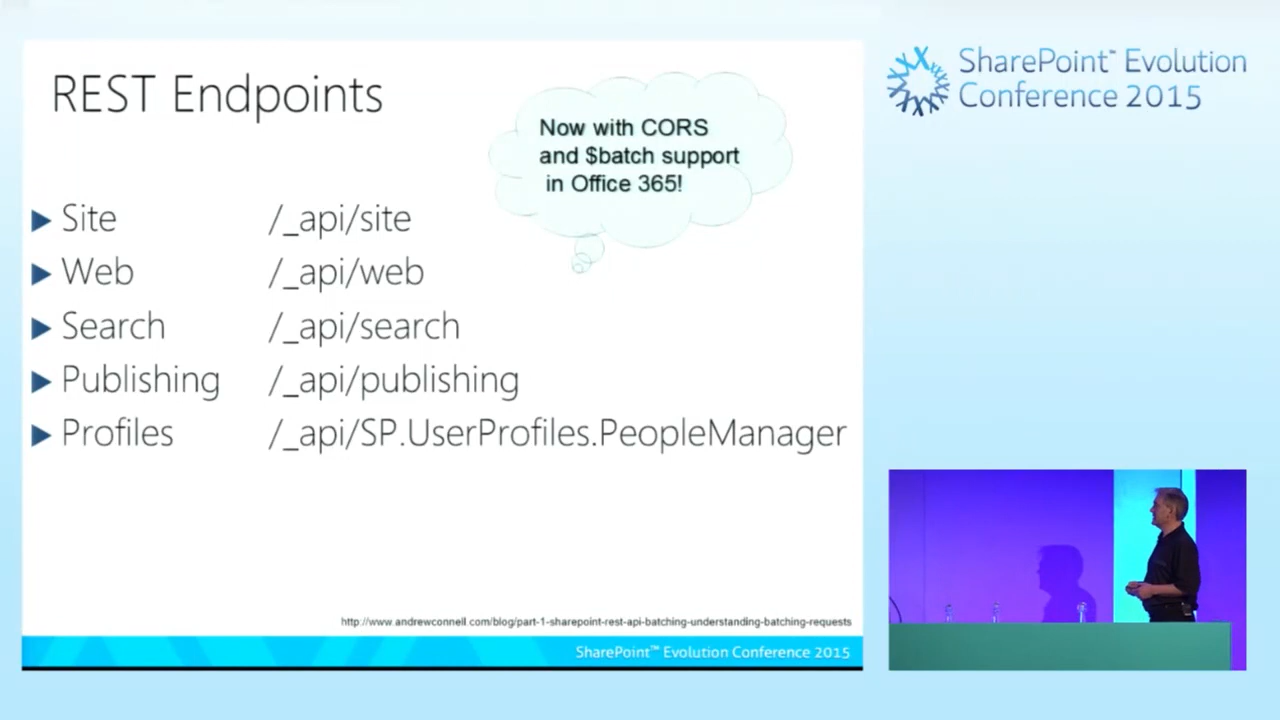 REST Endpoints
Now with CORS
and $batch support
in Office 365!
Site /_api/site
Web /_api/web
Search /_api/search
Publishing /_api/publishing
Profiles /_api/SP.UserProfiles.PeopleManager
http://www.andrewconnell.com/blog/part-1-sharepoint-rest-api-batching-understanding-batching-requests
SharePoint™ Evolution Conference 2015
SharePoint™ Evolution
Conference 2015